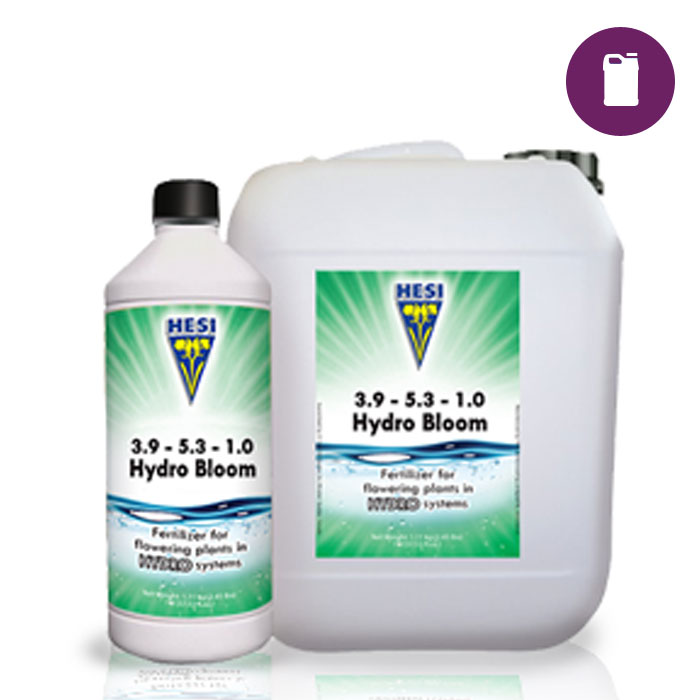 HESI
3.9 - 5.3 - 1.0
Hydro Bloom
Fertilizer for
flowering plants in
HYDRO systems
HESI
3.9 - 5.3 - 1.0
Hydro Bloom
Fertilizer for
flowering plants in
HYDRO systems